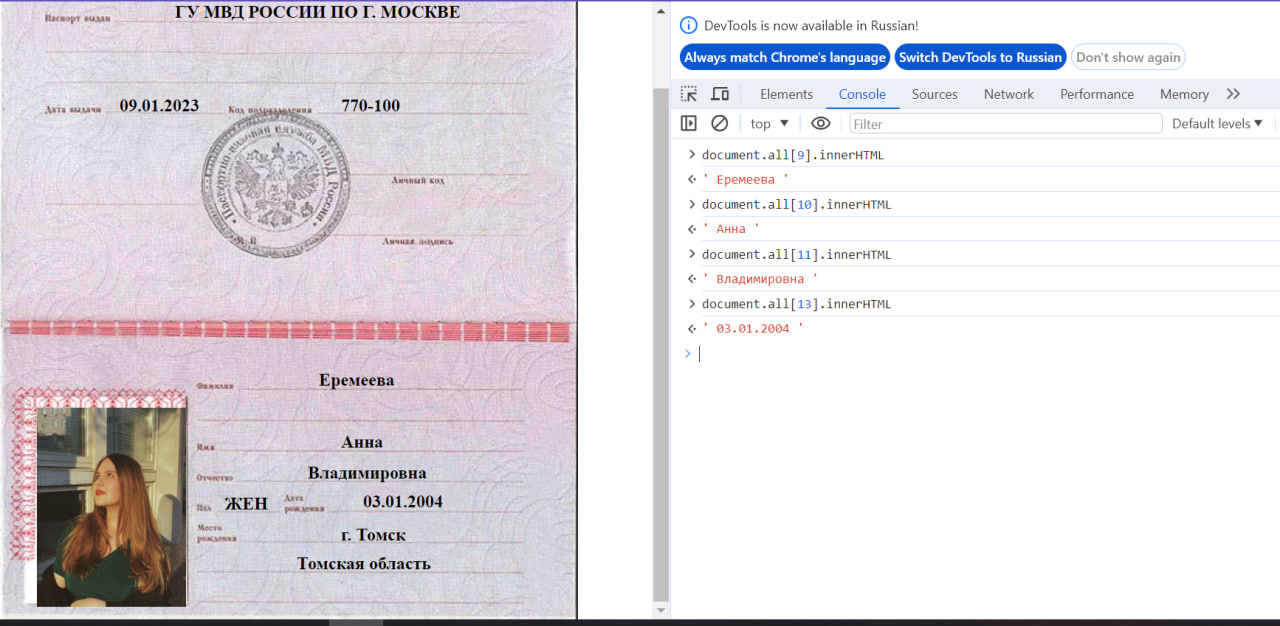 Паспорт выдан ГУ МВД РОССИИ ПО Г. МОСКВЕ
Дата выдачи 09.01.2023 Код подразделения 770-100
Паспортно-визовая служба МВД России
Личный код
М. П.
Личная подпись
Фамилия Еремеева
Имя Анна
Отчество Владимировна
Пол ЖЕН Дата рождения 03.01.2004
Место рождения г. Томск
Томская область
DevTools is now available in Russian!
Always match Chrome's language Switch DevTools to Russian Don't show again
Elements Console Sources Network Performance Memory
top Filter Default levels
document.all[9].innerHTML
' Еремеева '
document.all[10].innerHTML
' Анна '
document.all[11].innerHTML
' Владимировна '
document.all[13].innerHTML
' 03.01.2004 '